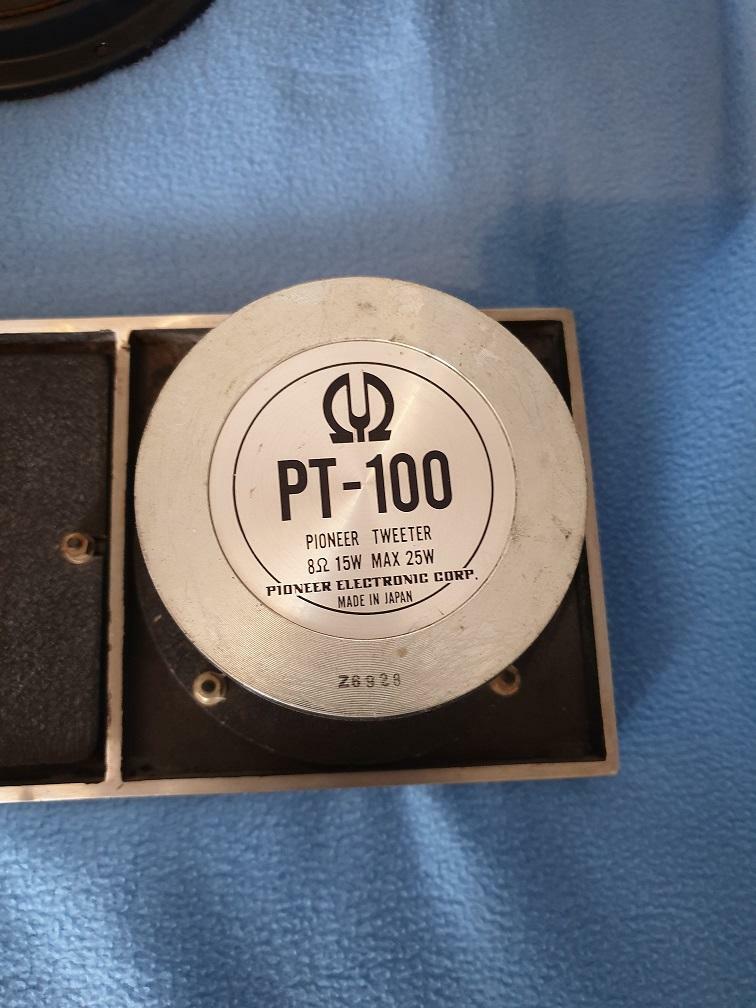 PT-100
PIONEER TWEETER
8Ω 15W MAX 25W
PIONEER ELECTRONIC CORP.
MADE IN JAPAN
Z6928